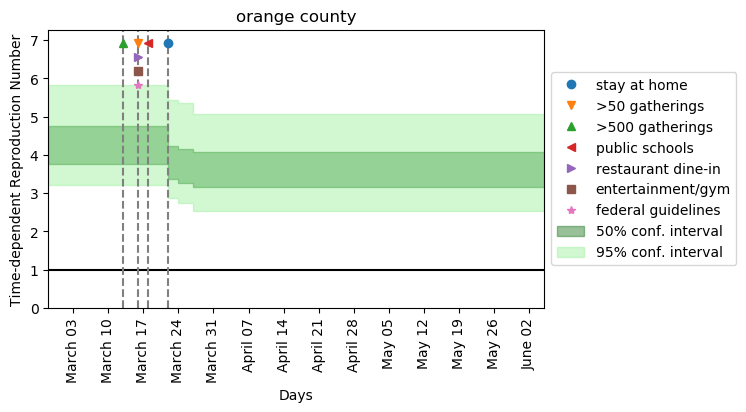 orange county
Time-dependent Reproduction Number
7
6
5
4
3
2
1
0
March 03
March 10
March 17
March 24
March 31
April 07
April 14
April 21
April 28
May 05
May 12
May 19
May 26
June 02
Days
stay at home
>50 gatherings
>500 gatherings
public schools
restaurant dine-in
entertainment/gym
federal guidelines
50% conf. interval
95% conf. interval